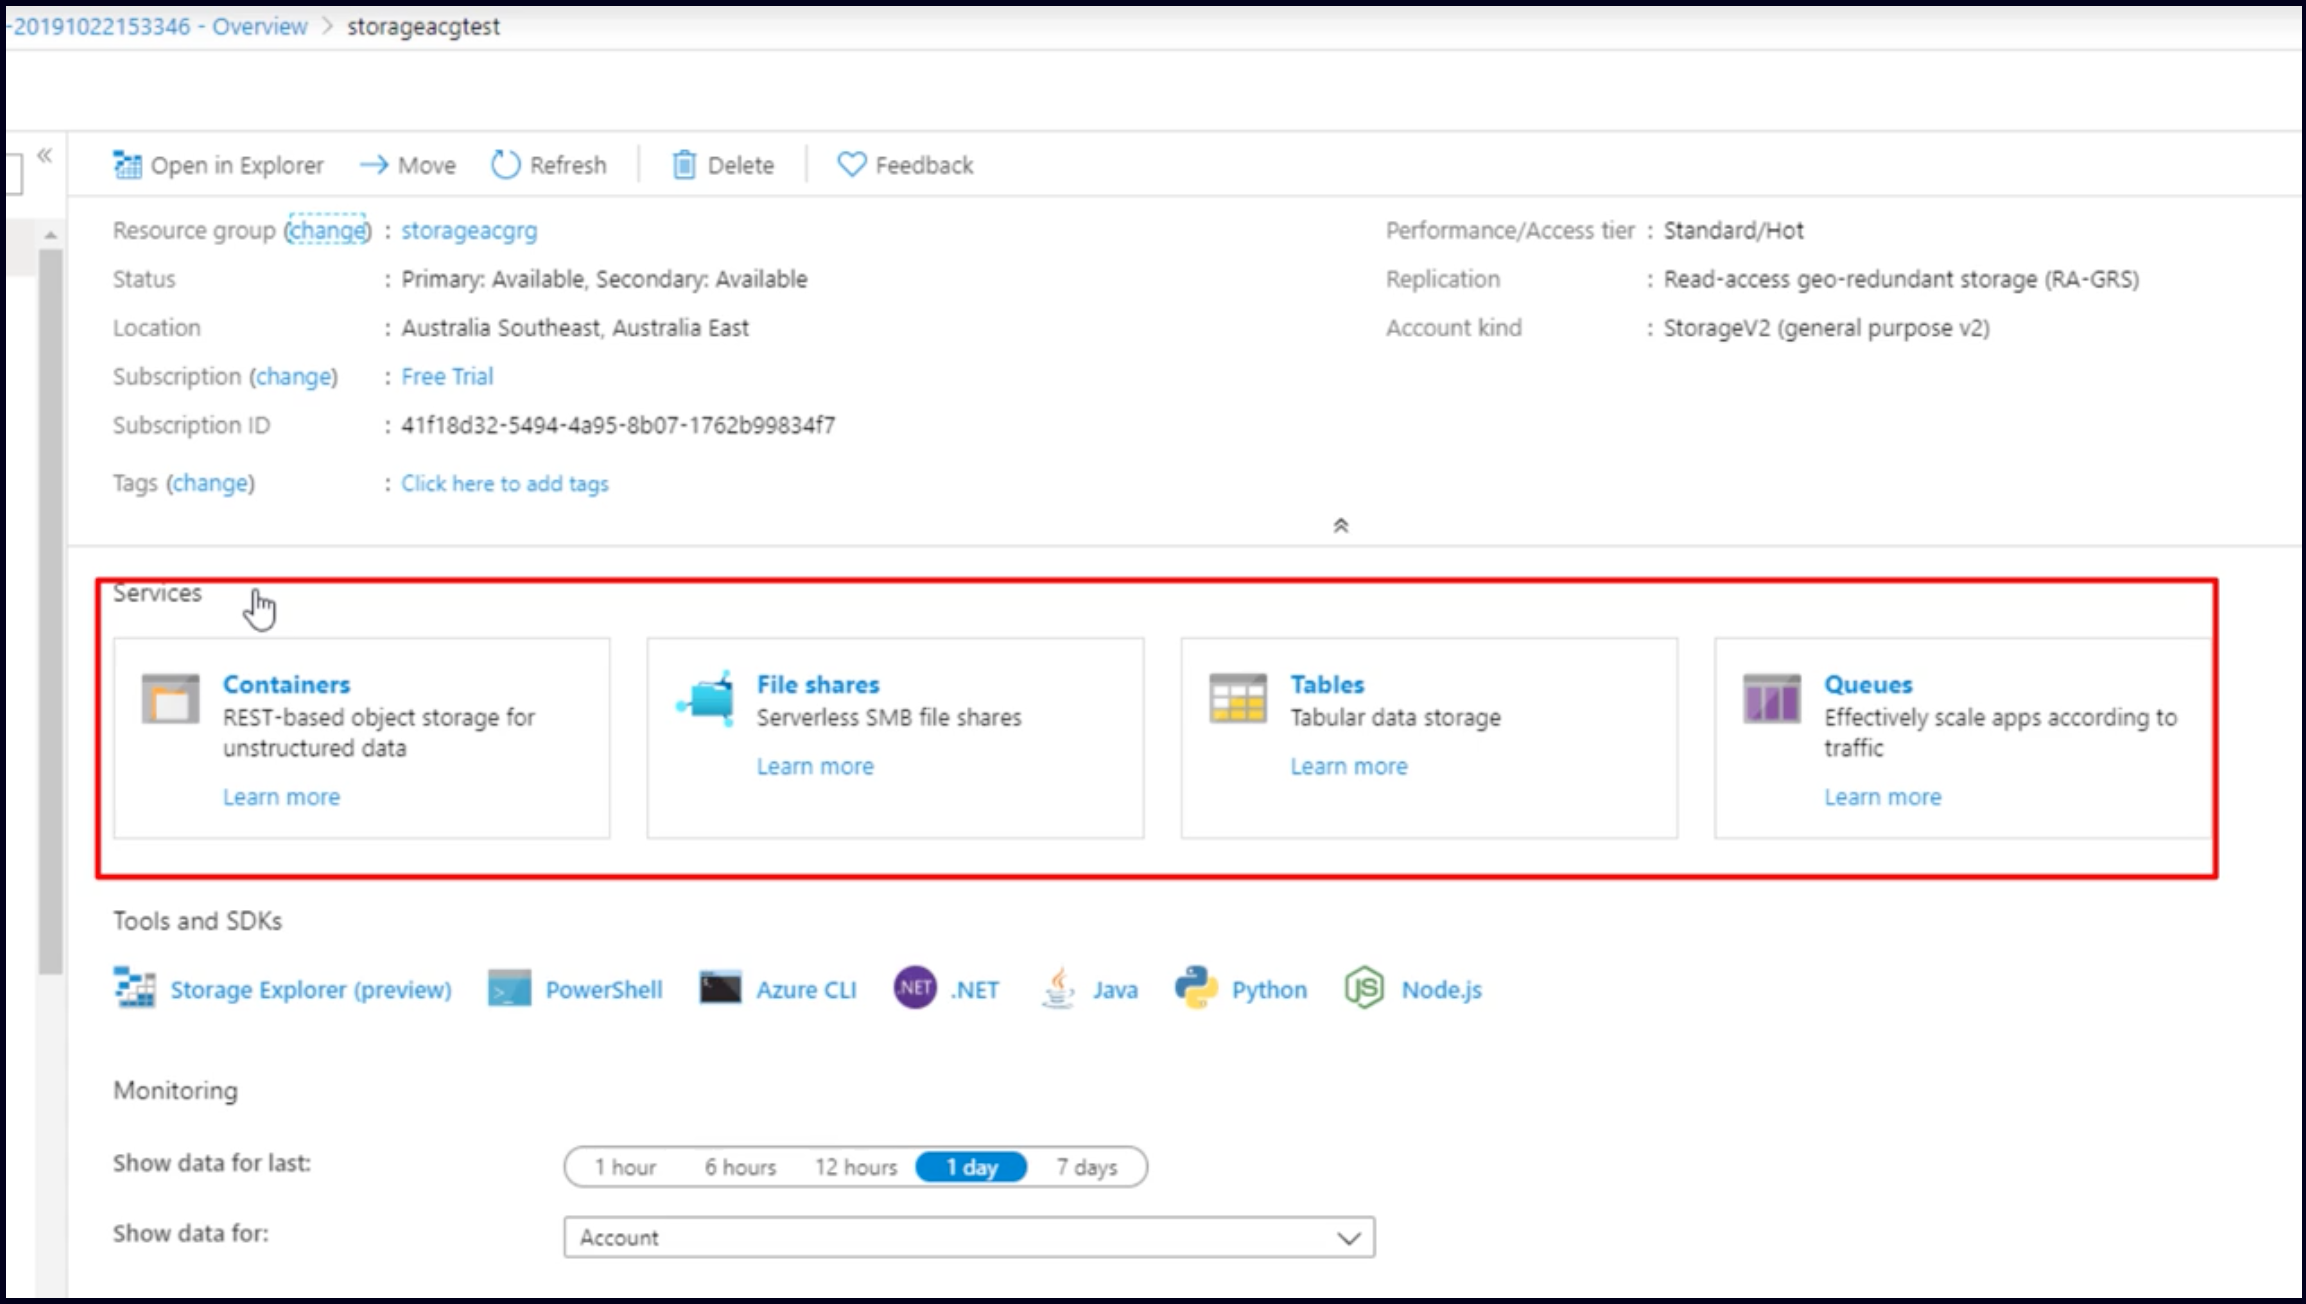 -20191022153346 - Overview > storageacgtest
Open in Explorer Move Refresh Delete Feedback
Resource group (change) : storageacgrg
Status : Primary: Available, Secondary: Available
Location : Australia Southeast, Australia East
Subscription (change) : Free Trial
Subscription ID : 41f18d32-5494-4a95-8b07-1762b99834f7
Tags (change) : Click here to add tags
Performance/Access tier : Standard/Hot
Replication : Read-access geo-redundant storage (RA-GRS)
Account kind : StorageV2 (general purpose v2)
Services
Containers
REST-based object storage for
unstructured data
Learn more
File shares
Serverless SMB file shares
Learn more
Tables
Tabular data storage
Learn more
Queues
Effectively scale apps according to
traffic
Learn more
Tools and SDKs
Storage Explorer (preview) PowerShell Azure CLI .NET .NET Java Python JS Node.js
Monitoring
Show data for last: 1 hour 6 hours 12 hours 1 day 7 days
Show data for: Account